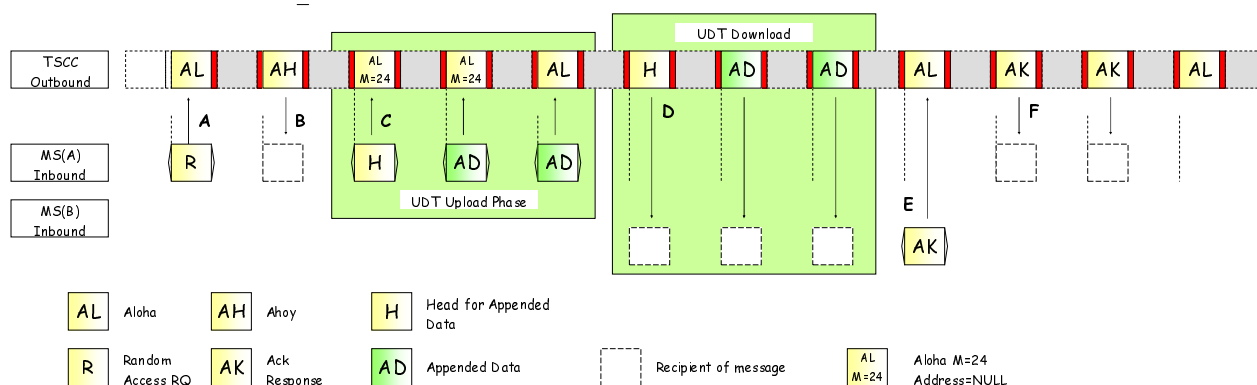 UDT Download
TSCC
Outbound
AL
AH
AL
M=24
AL
M=24
AL
H
AD
AD
AL
AK
AK
AL
A
B
C
D
F
MS(A)
Inbound
R
H
AD
AD
UDT Upload Phase
MS(B)
Inbound
E
AK
AL
Aloha
AH
Ahoy
H
Head for Appended
Data
R
Random
Access RQ
AK
Ack
Response
AD
Appended Data
Recipient of message
AL
M=24
Aloha M=24
Address=NULL